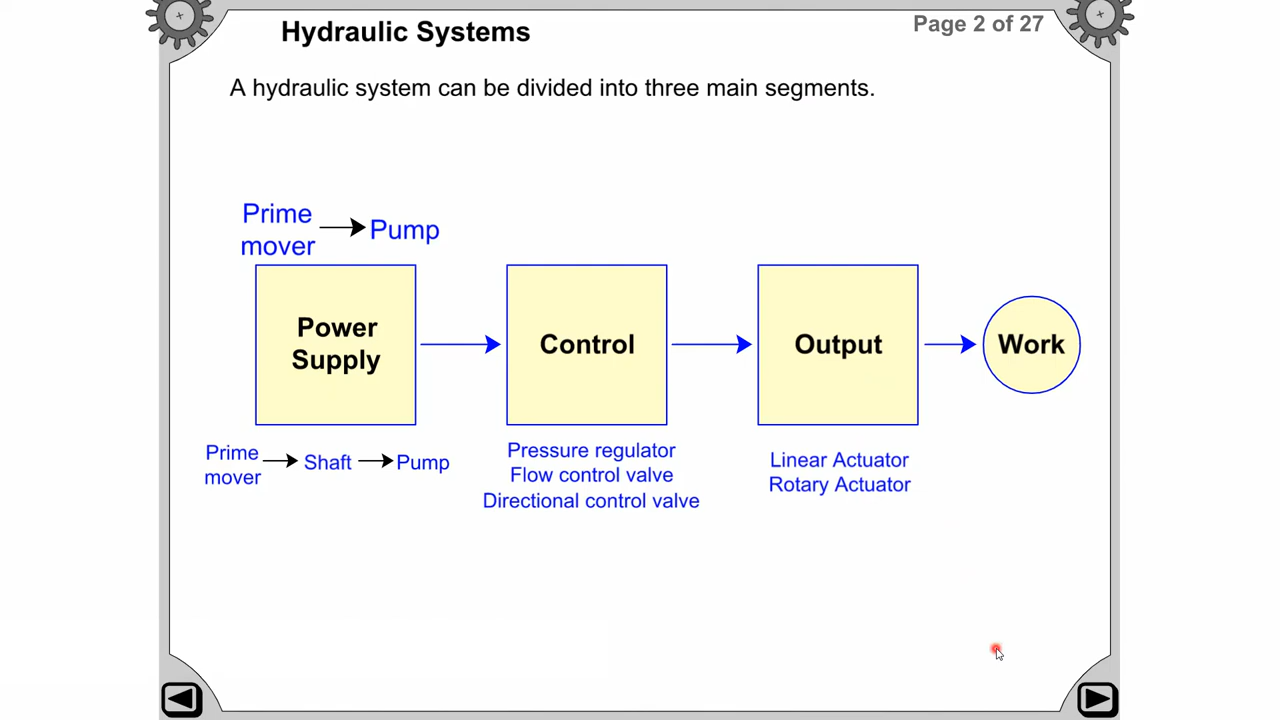 Hydraulic Systems
Page 2 of 27
A hydraulic system can be divided into three main segments.
Prime
mover
Pump
Power
Supply
Control
Output
Work
Prime
mover
Shaft
Pump
Pressure regulator
Flow control valve
Directional control valve
Linear Actuator
Rotary Actuator